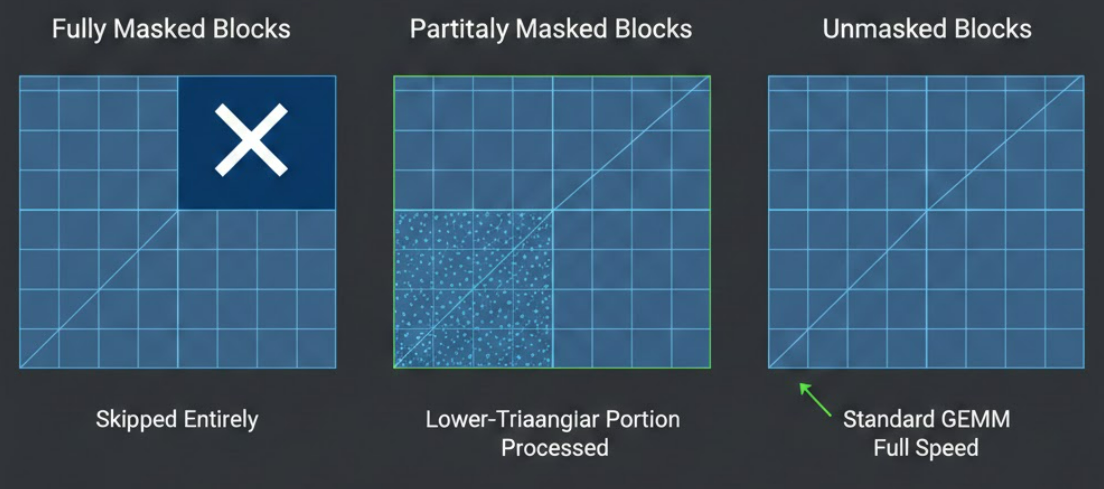 Fully Masked Blocks
Partitaly Masked Blocks
Unmasked Blocks
Skipped Entirely
Lower-Triaangiar Portion
Processed
Standard GEMM
Full Speed